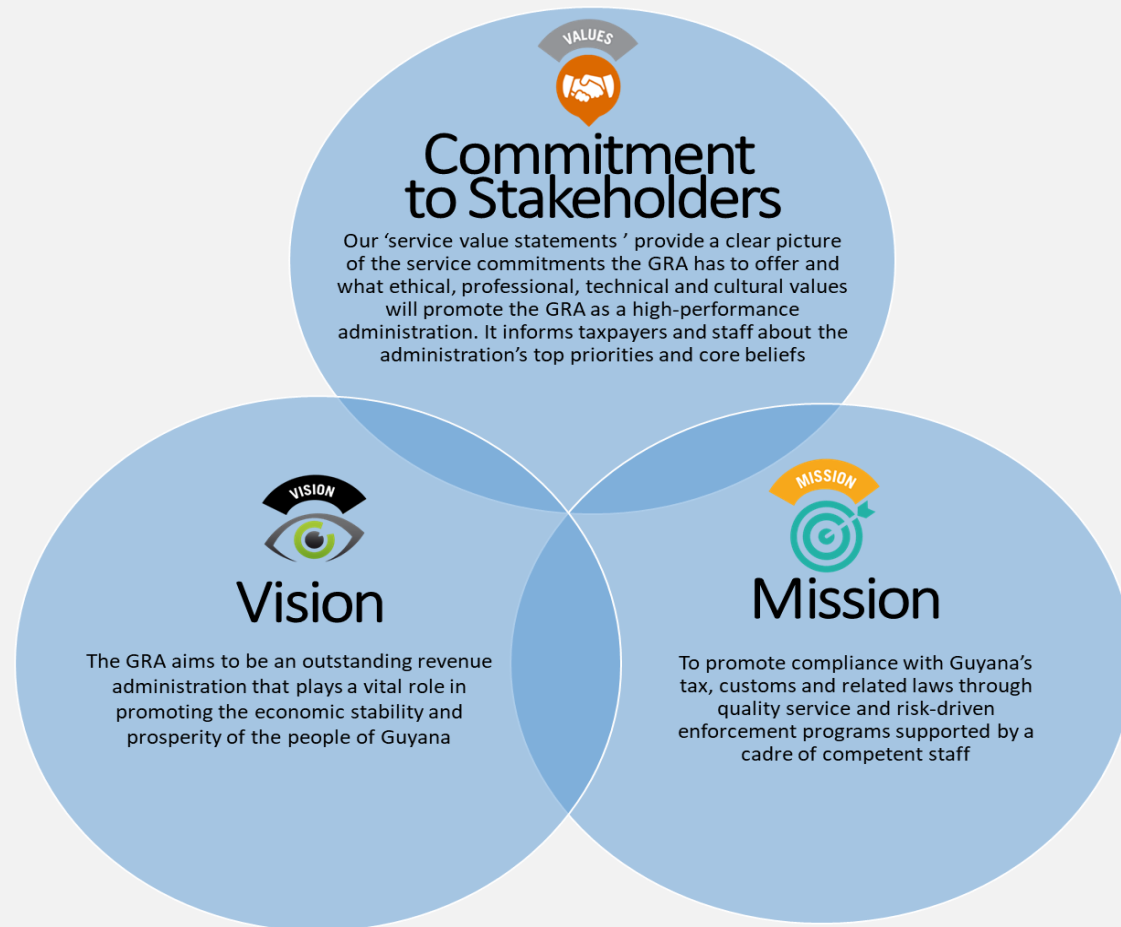 VALUES
Commitment
to Stakeholders
Our ‘service value statements ’ provide a clear picture
of the service commitments the GRA has to offer and
what ethical, professional, technical and cultural values
will promote the GRA as a high-performance
administration. It informs taxpayers and staff about the
administration’s top priorities and core beliefs
VISION
Vision
The GRA aims to be an outstanding revenue
administration that plays a vital role in
promoting the economic stability and
prosperity of the people of Guyana
MISSION
Mission
To promote compliance with Guyana’s
tax, customs and related laws through
quality service and risk-driven
enforcement programs supported by a
cadre of competent staff